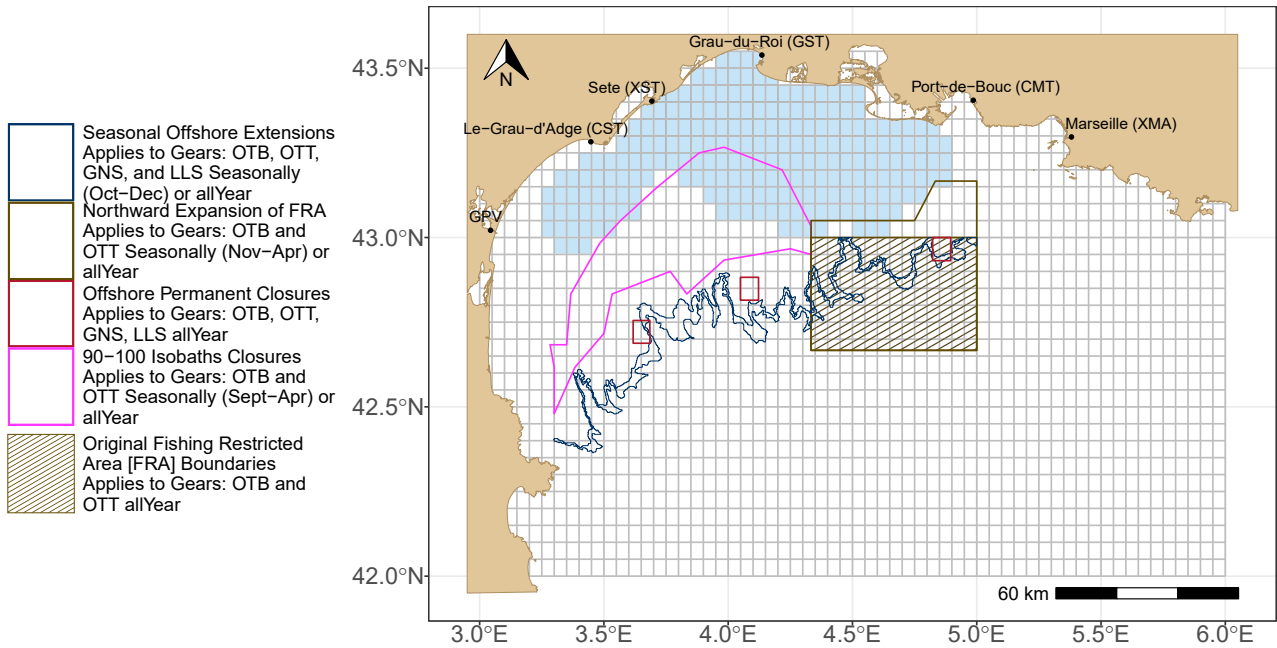 Seasonal Offshore Extensions
Applies to Gears: OTB, OTT,
GNS, and LLS Seasonally
(Oct−Dec) or allYear
Northward Expansion of FRA
Applies to Gears: OTB and
OTT Seasonally (Nov−Apr) or
allYear
Offshore Permanent Closures
Applies to Gears: OTB, OTT,
GNS, LLS allYear
90−100 Isobaths Closures
Applies to Gears: OTB and
OTT Seasonally (Sept−Apr) or
allYear
Original Fishing Restricted
Area [FRA] Boundaries
Applies to Gears: OTB and
OTT allYear
43.5°N
43.0°N
42.5°N
42.0°N
N
Grau−du−Roi (GST)
Sete (XST)
Port−de−Bouc (CMT)
Le−Grau−d'Adge (CST)
Marseille (XMA)
GPV
60 km
3.0°E
3.5°E
4.0°E
4.5°E
5.0°E
5.5°E
6.0°E